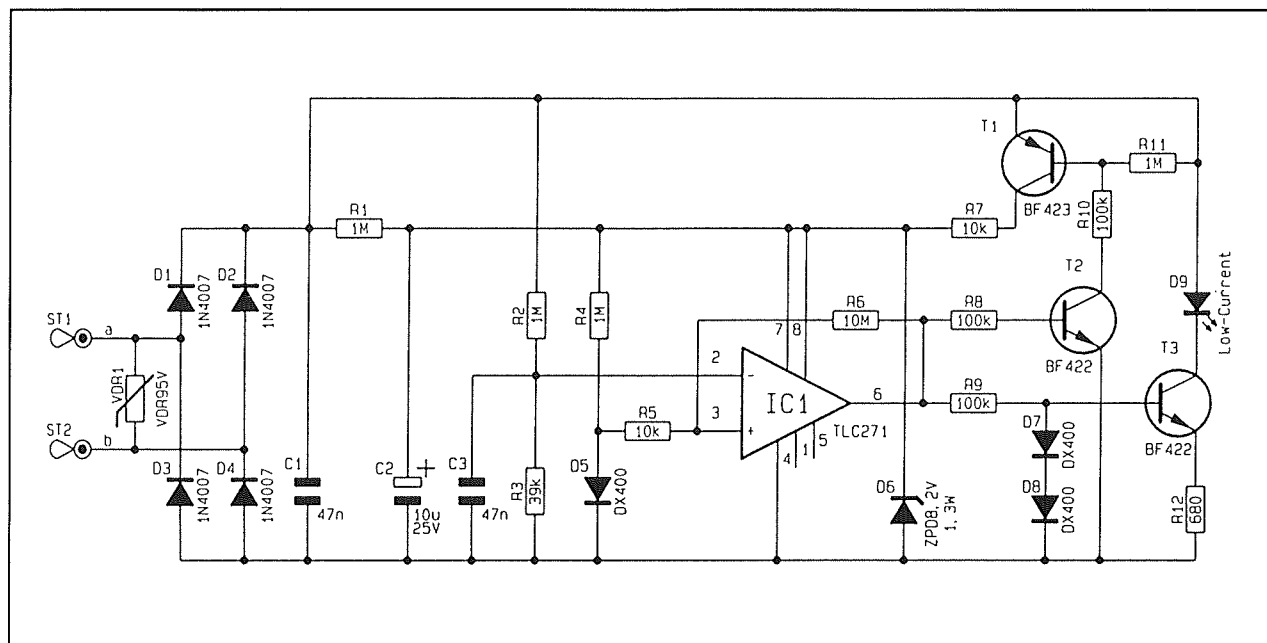 T1
R11
1M
BF423
R1
1M
R7
10k
R10
100k
D1
1N4007
D2
1N4007
T2
D9
Low-Current
ST1
a
VDR1
VDR95V
R2
1M
R4
1M
R6
10M
7
8
R8
100k
BF422
T3
2
-
IC1
6
R9
100k
3
+
TLC271
5
1
4
R5
10k
ST2
b
D7
DX400
BF422
D3
1N4007
D4
1N4007
C1
47n
C2
+
10u
25V
C3
47n
R3
39k
D5
DX400
D6
ZPD8,2V
1,3W
D8
DX400
R12
680